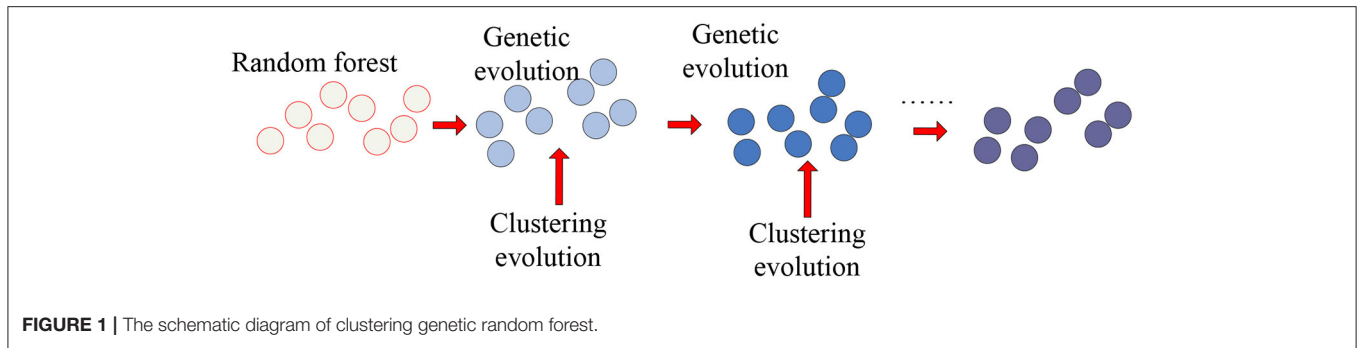 Random forest
Genetic
evolution
Genetic
evolution
......
Clustering
evolution
Clustering
evolution
FIGURE 1 | The schematic diagram of clustering genetic random forest.